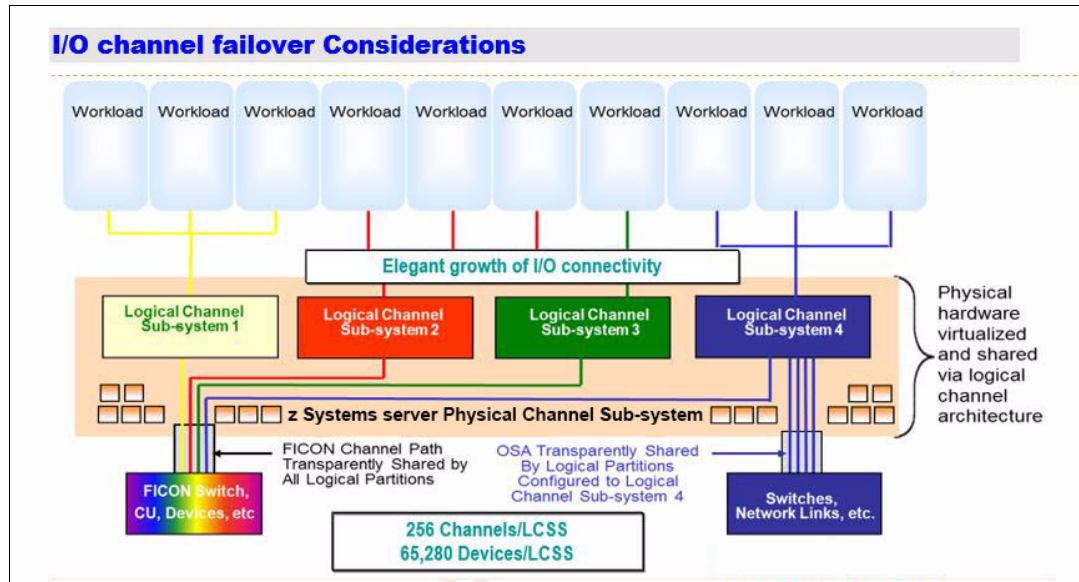 I/O channel failover Considerations
Workload Workload Workload Workload Workload Workload Workload Workload Workload Workload
Elegant growth of I/O connectivity
Logical Channel
Sub-system 1
Logical Channel
Sub-system 2
Logical Channel
Sub-system 3
Logical Channel
Sub-system 4
Physical
hardware
virtualized
and shared
via logical
channel
architecture
z Systems server Physical Channel Sub-system
FICON Channel Path
Transparently Shared by
All Logical Partitions
OSA Transparently Shared
By Logical Partitions
Configured to Logical
Channel Sub-system 4
FICON Switch,
CU, Devices, etc
Switches,
Network Links, etc.
256 Channels/LCSS
65,280 Devices/LCSS